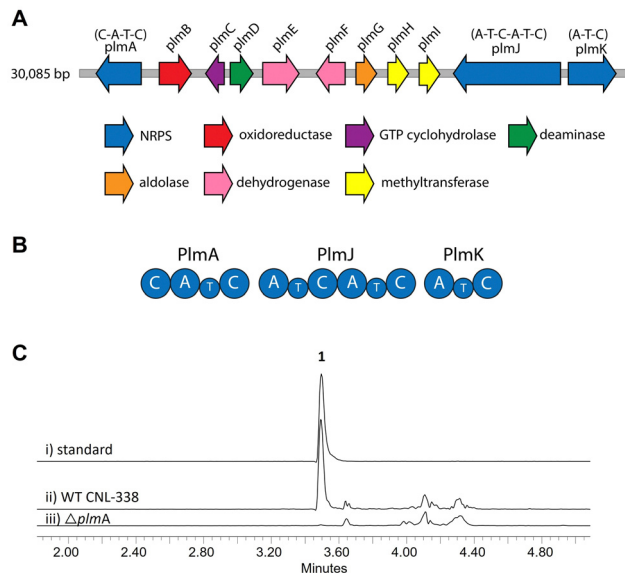 A
(C-A-T-C) (A-T-C-A-T-C) (A-T-C)
plmA plmB plmC plmD plmE plmF plmG plmH plmI plmJ plmK
30,085 bp
NRPS oxidoreductase GTP cyclohydrolase deaminase
aldolase dehydrogenase methyltransferase
B
PlmA PlmJ PlmK
C A T C A T C A T C A T C
C
1
i) standard
ii) WT CNL-338
iii) △plmA
2.00 2.40 2.80 3.20 3.60 4.00 4.40 4.80
Minutes